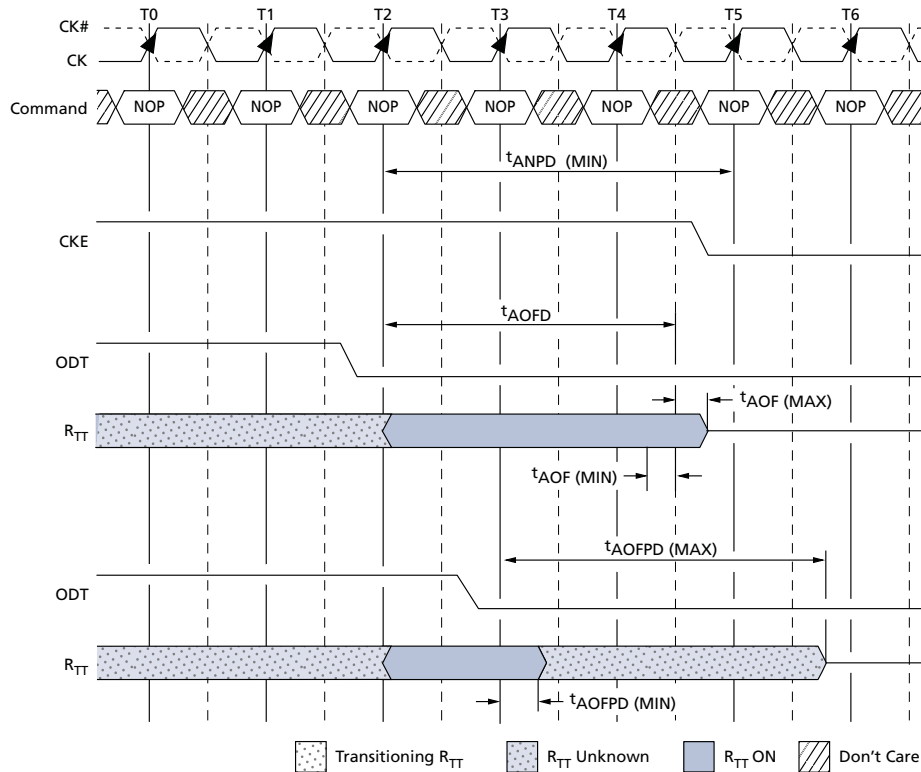 T0 T1 T2 T3 T4 T5 T6
CK#
CK
Command NOP NOP NOP NOP NOP NOP NOP
tANPD (MIN)
CKE
tAOFD
ODT
tAOF (MAX)
RTT
tAOF (MIN)
tAOFPD (MAX)
ODT
RTT
tAOFPD (MIN)
Transitioning RTT RTT Unknown RTT ON Don't Care